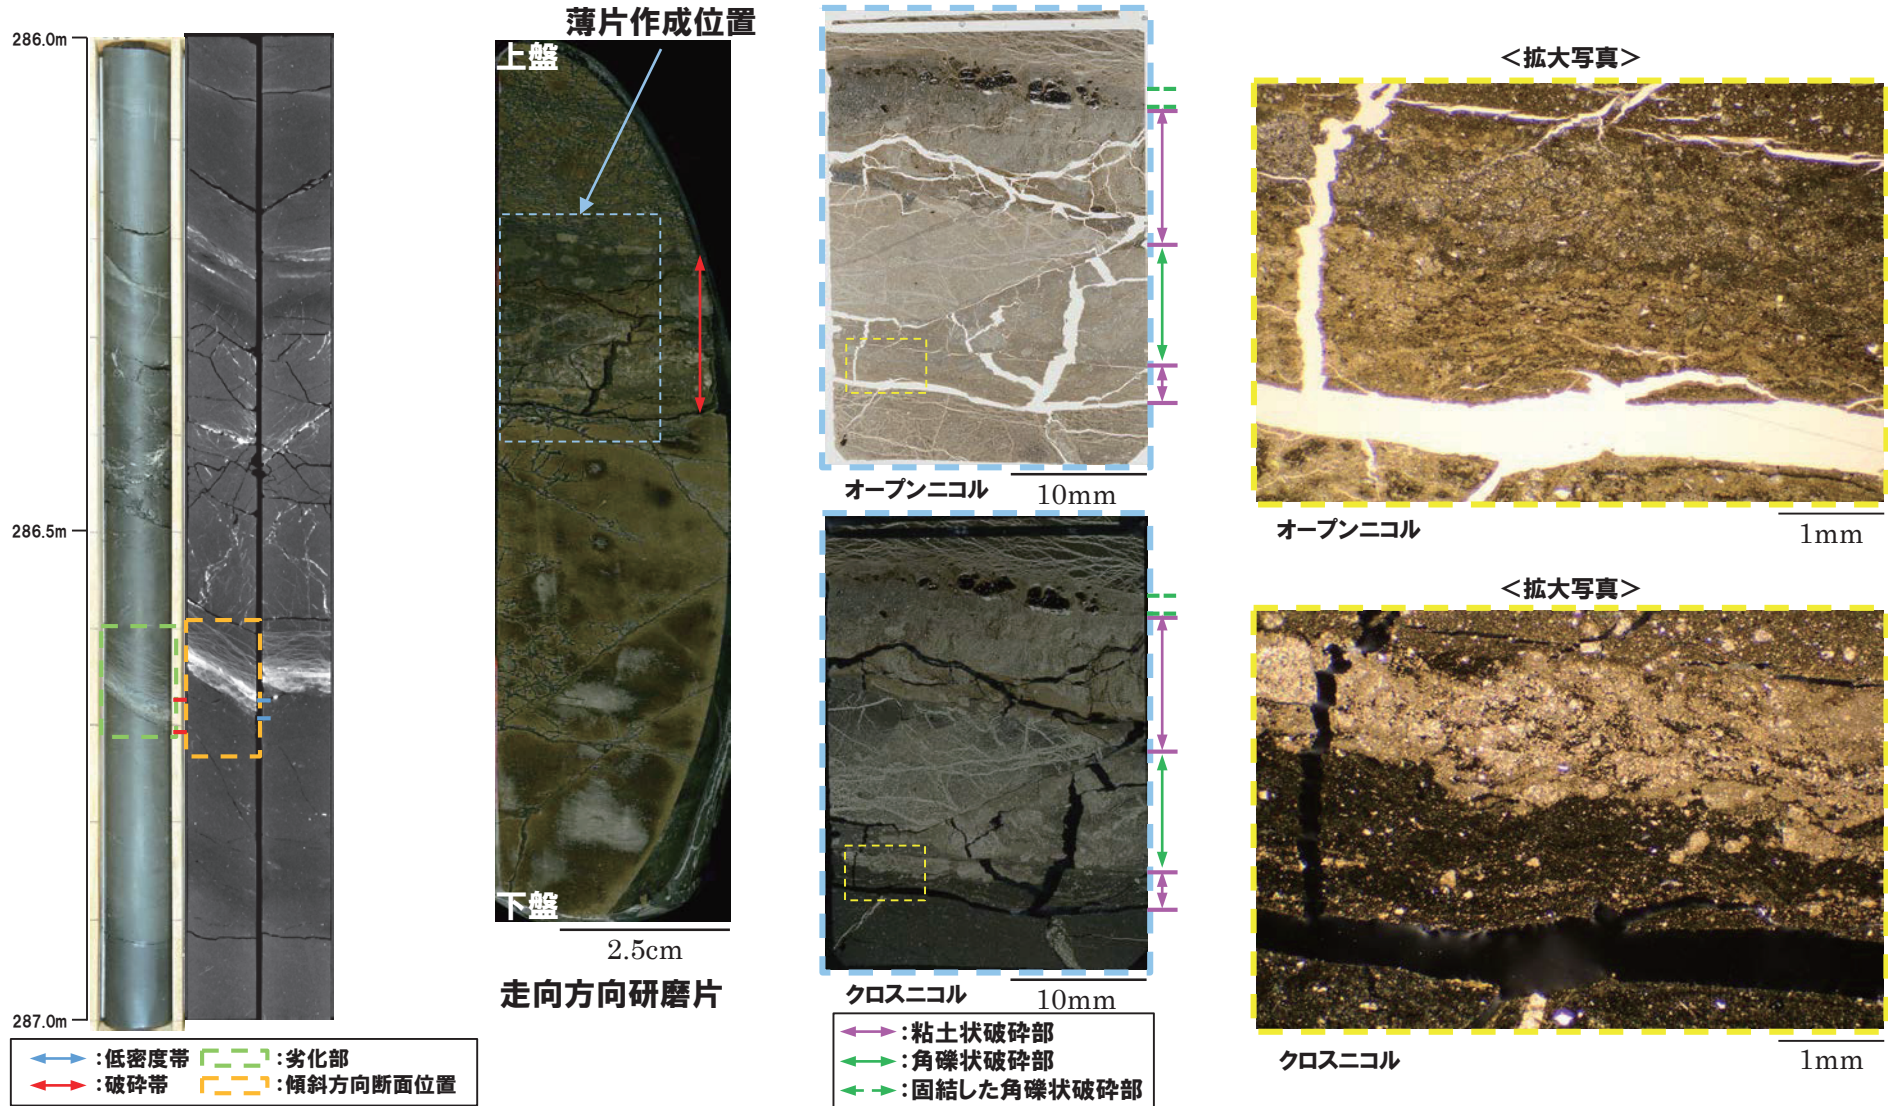 286.0m
286.5m
287.0m
:低密度帯
:劣化部
:破砕帯
:傾斜方向断面位置
薄片作成位置
上盤
下盤
2.5cm
走向方向研磨片
オープンニコル
10mm
クロスニコル
10mm
:粘土状破砕部
:角礫状破砕部
:固結した角礫状破砕部
<拡大写真>
オープンニコル
1mm
<拡大写真>
クロスニコル
1mm